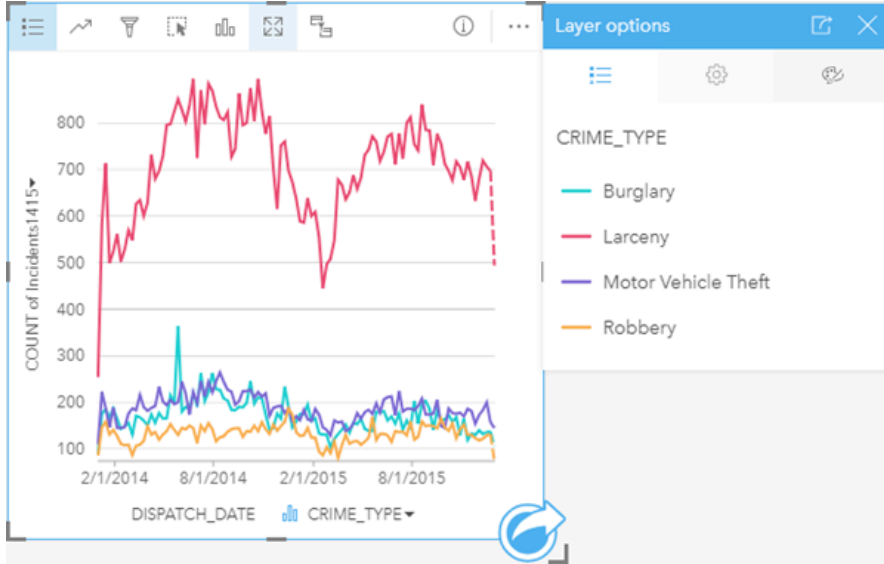 Layer options
CRIME_TYPE
Burglary
Larceny
Motor Vehicle Theft
Robbery
COUNT of Incidents1415
800
700
600
500
400
300
200
100
2/1/2014 8/1/2014 2/1/2015 8/1/2015
DISPATCH_DATE CRIME_TYPE